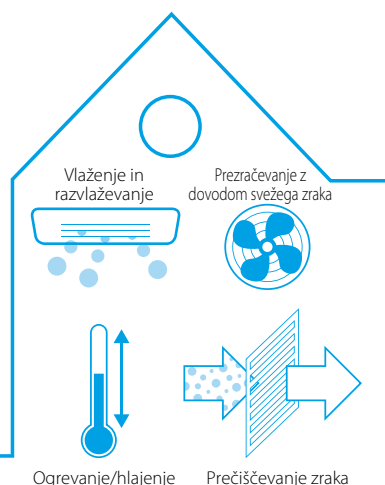 Vlaženje in
razvlaževanje
Prezračevanje z
dovodom svežega zraka
Ogrevanje/hlajenje
Prečiščevanje zraka